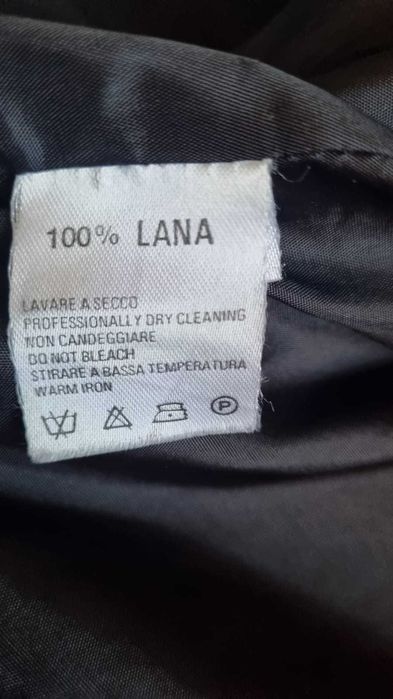 100% LANA
LAVARE A SECCO
PROFESSIONALLY DRY CLEANING
NON CANDEGGIARE
DO NOT BLEACH
STIRARE A BASSA TEMPERATURA
WARM IRON
P